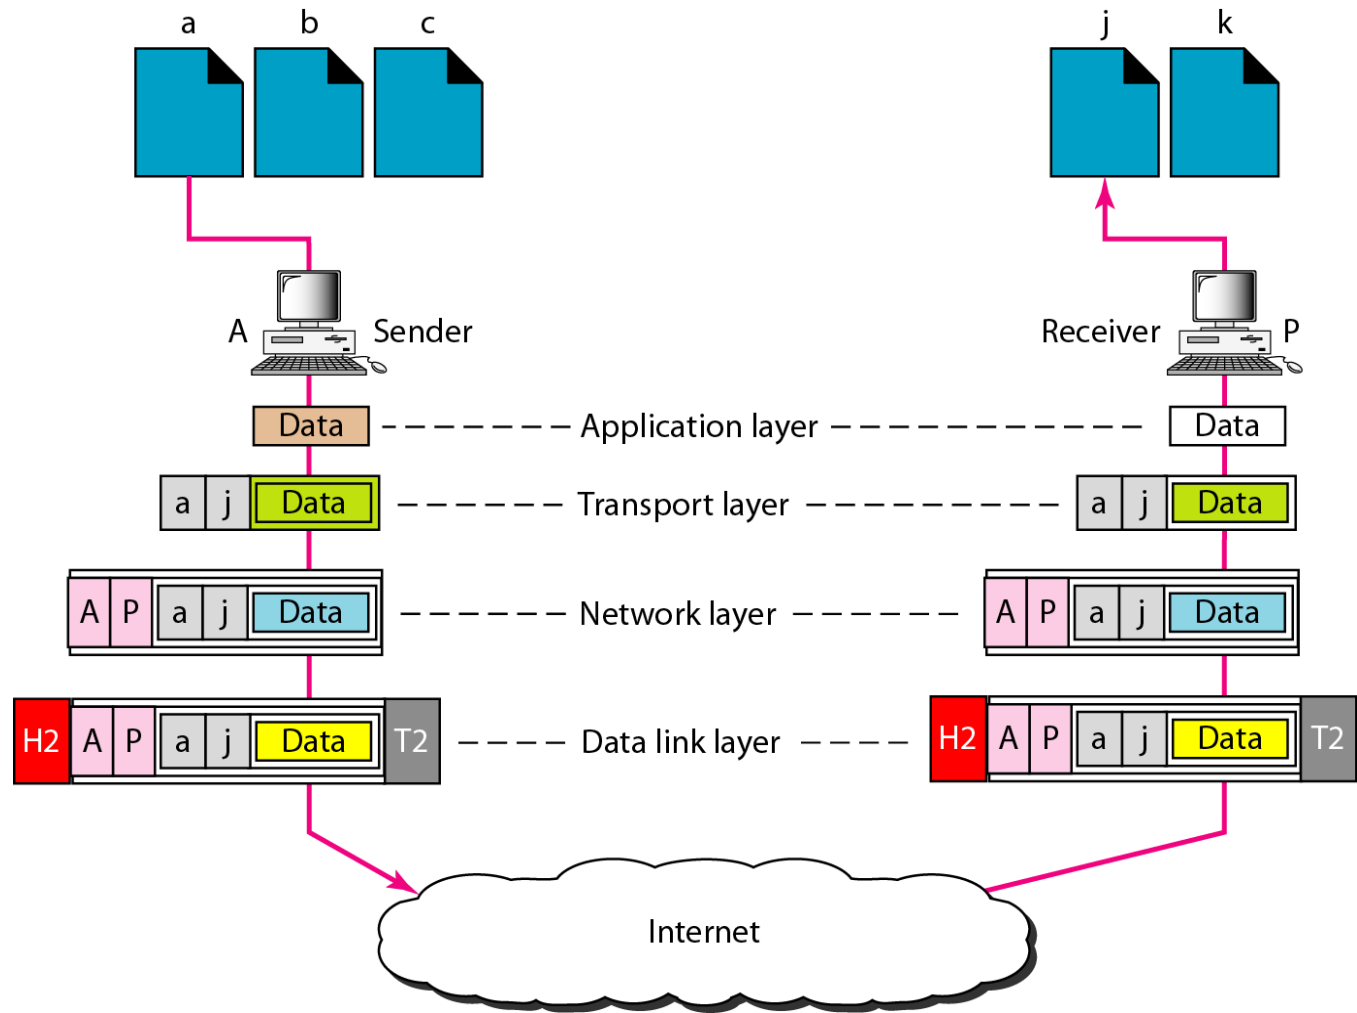 a b c j k
A Sender Receiver P
Data Application layer Data
a j Data Transport layer a j Data
A P a j Data Network layer A P a j Data
H2 A P a j Data T2 Data link layer H2 A P a j Data T2
Internet